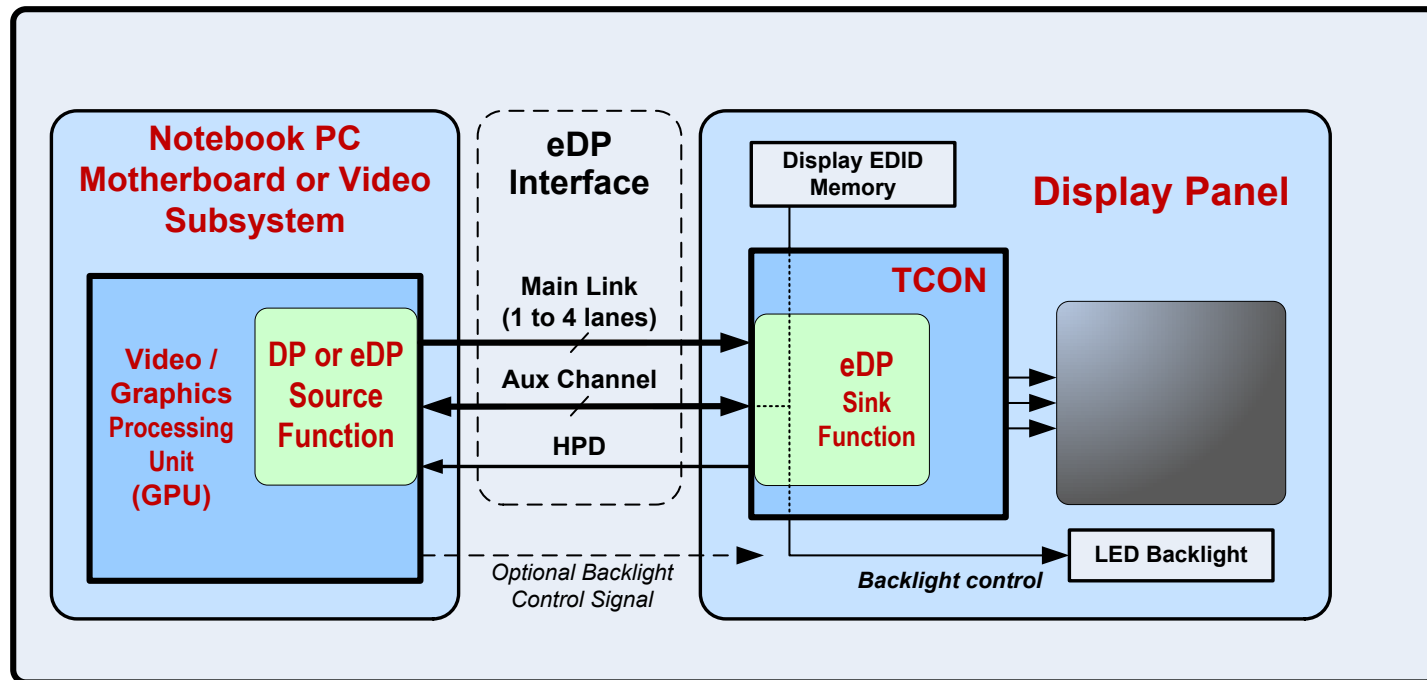 Notebook PC
Motherboard or Video
Subsystem
Video /
Graphics
Processing
Unit
(GPU)
DP or eDP
Source
Function
eDP
Interface
Main Link
(1 to 4 lanes)
Aux Channel
HPD
Optional Backlight
Control Signal
Display EDID
Memory
Display Panel
TCON
eDP
Sink
Function
Backlight control
LED Backlight